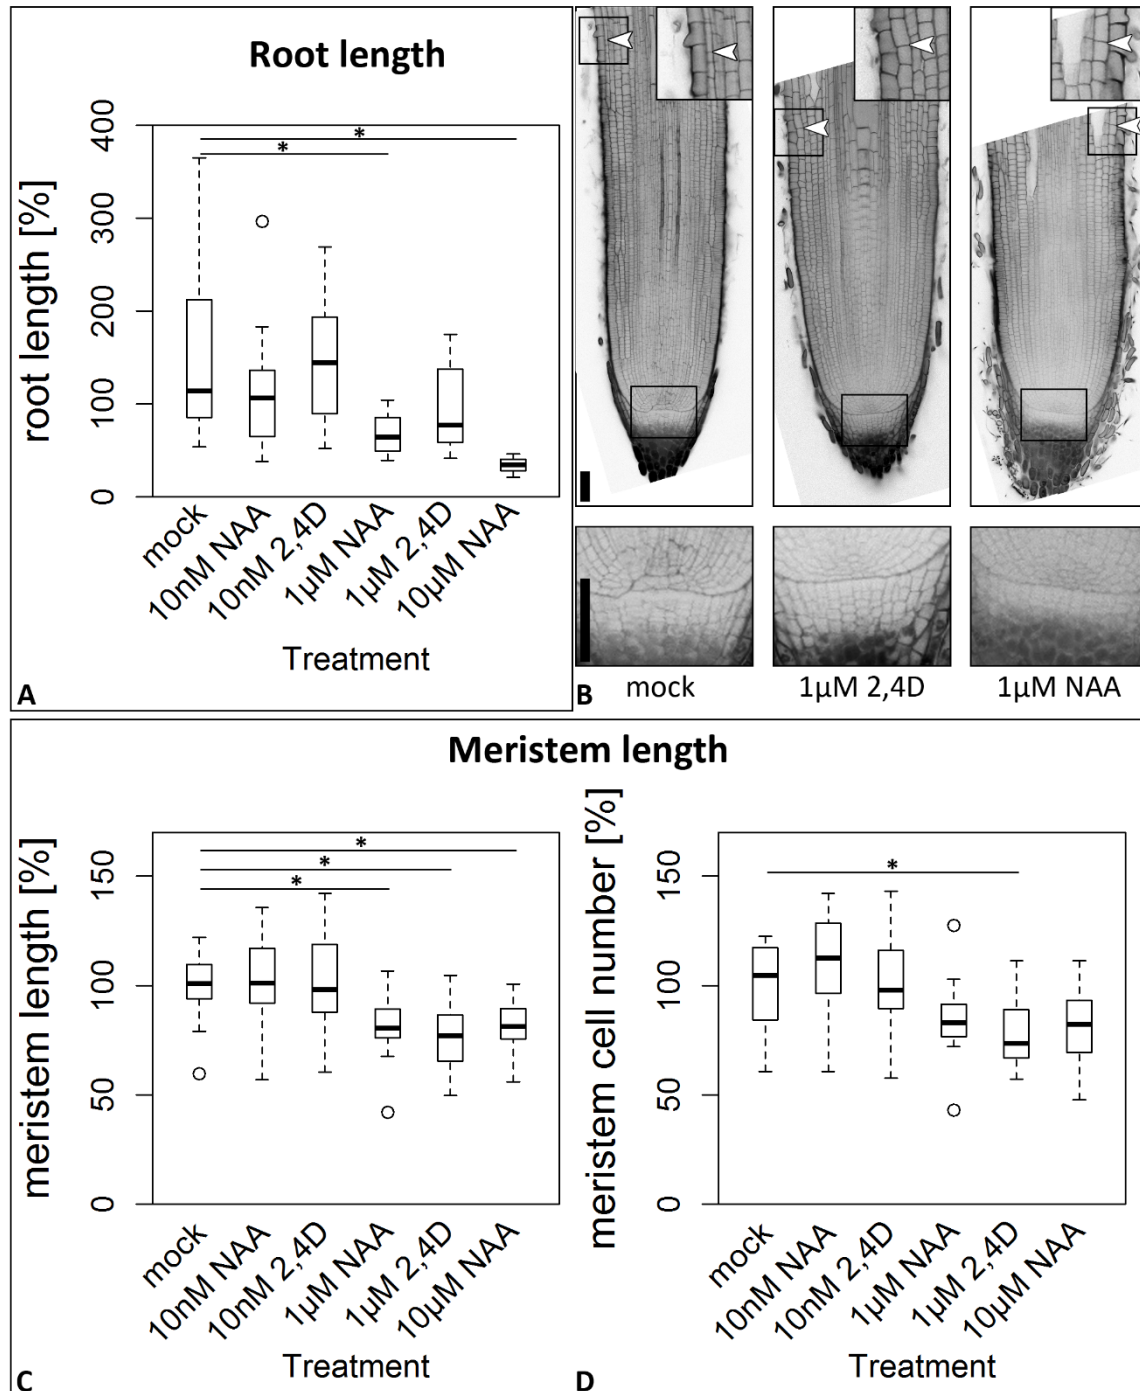 Root length
*
*
root length [%]
0
100
200
300
400
mock
10nM NAA
10nM 2,4D
1µM NAA
1µM 2,4D
10µM NAA
Treatment
A
mock
1µM 2,4D
1µM NAA
B
Meristem length
*
*
*
meristem length [%]
0
50
100
150
mock
10nM NAA
10nM 2,4D
1µM NAA
1µM 2,4D
10µM NAA
Treatment
C
*
meristem cell number [%]
0
50
100
150
mock
10nM NAA
10nM 2,4D
1µM NAA
1µM 2,4D
10µM NAA
Treatment
D